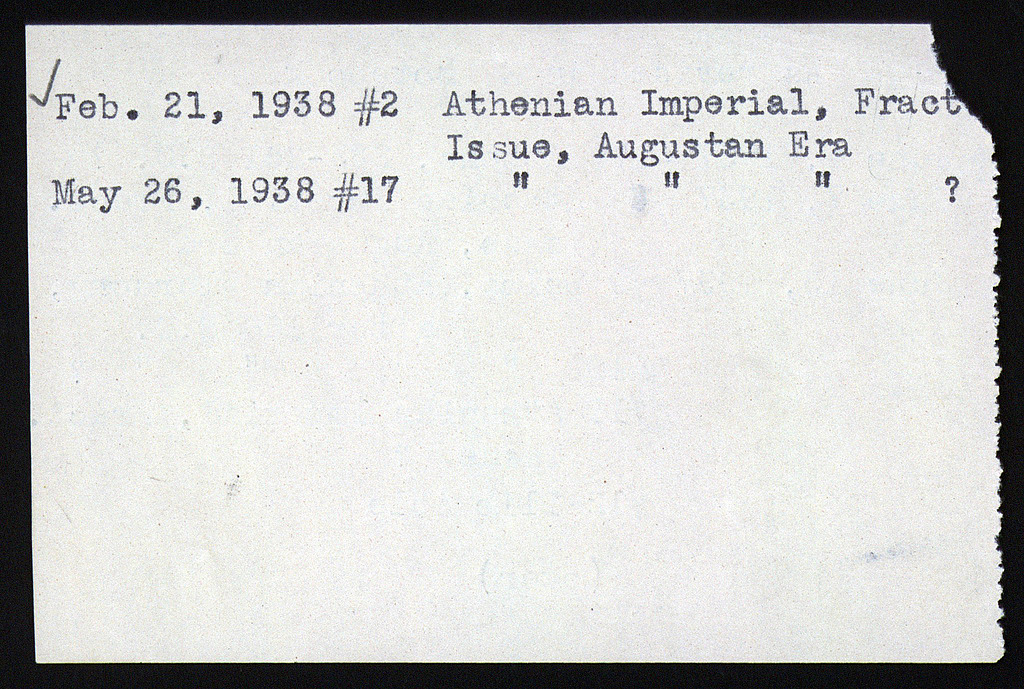 ✓Feb. 21, 1938 #2 Athenian Imperial, Fract
Issue, Augustan Era
May 26, 1938 #17 " " " ?